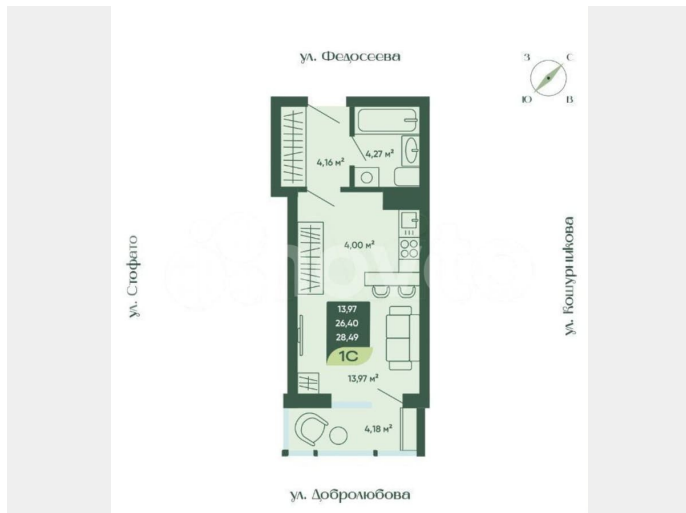 ул. Федосеева
З С
Ю В
4,16 м²
4,27 м²
4,00 м²
ул. Стофато
ул. Кошурникова
13,97
26,40
28,49
1С
13,97 м²
4,18 м²
ул. Добролюбова